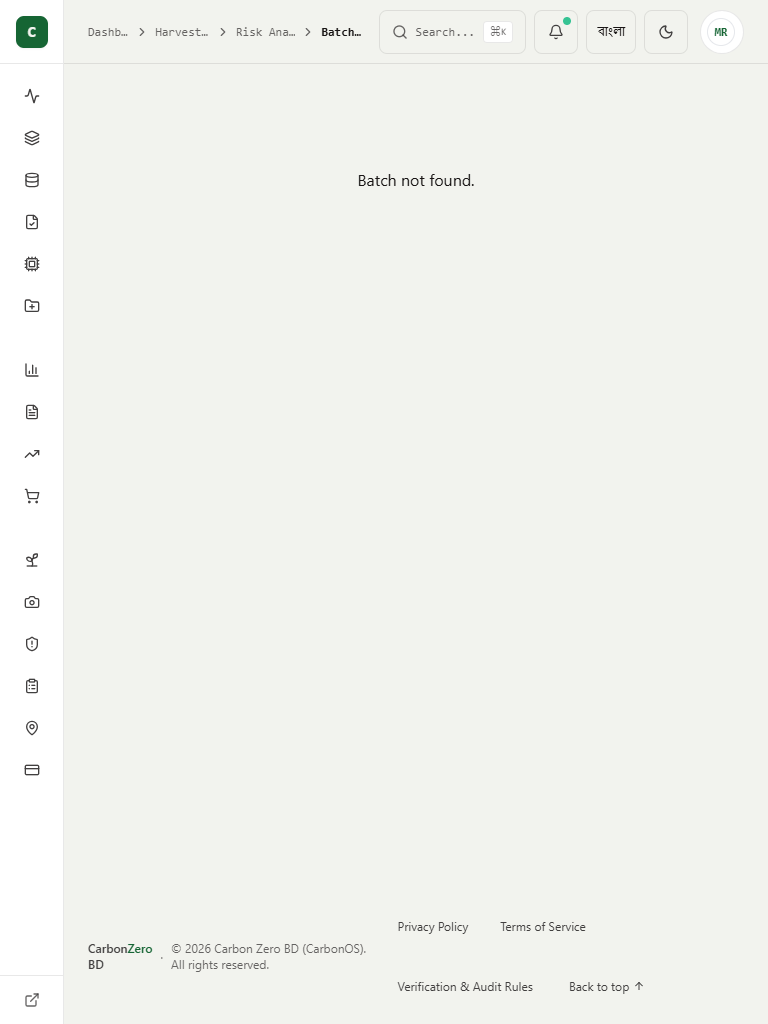 C
Dashb… > Harvest… > Risk Ana… > Batch…
Search... ⌘K
বাংলা
MR
Batch not found.
Privacy Policy
Terms of Service
CarbonZero BD
·
© 2026 Carbon Zero BD (CarbonOS).
All rights reserved.
Verification & Audit Rules
Back to top ↑